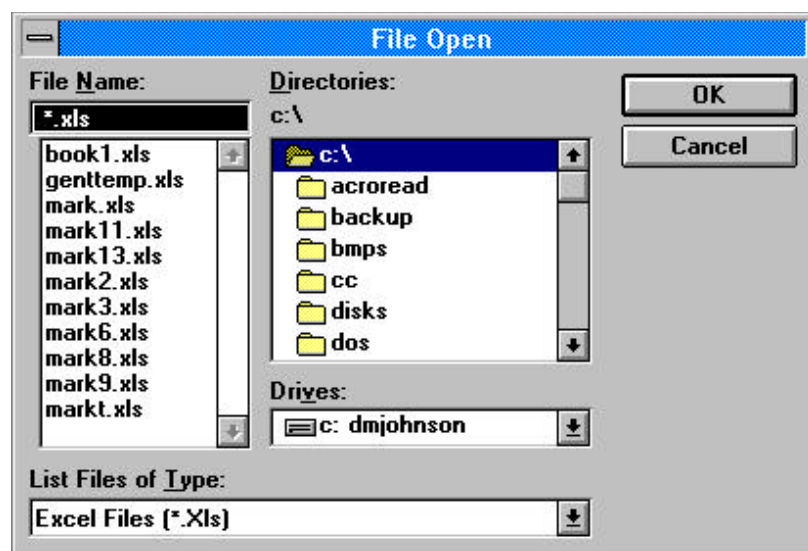 File Open
File Name:
*.xls
book1.xls
genttemp.xls
mark.xls
mark11.xls
mark13.xls
mark2.xls
mark3.xls
mark6.xls
mark8.xls
mark9.xls
markt.xls
Directories:
c:\
c:\
acroread
backup
bmps
cc
disks
dos
Drives:
c: dmjohnson
OK
Cancel
List Files of Type:
Excel Files (*.Xls)